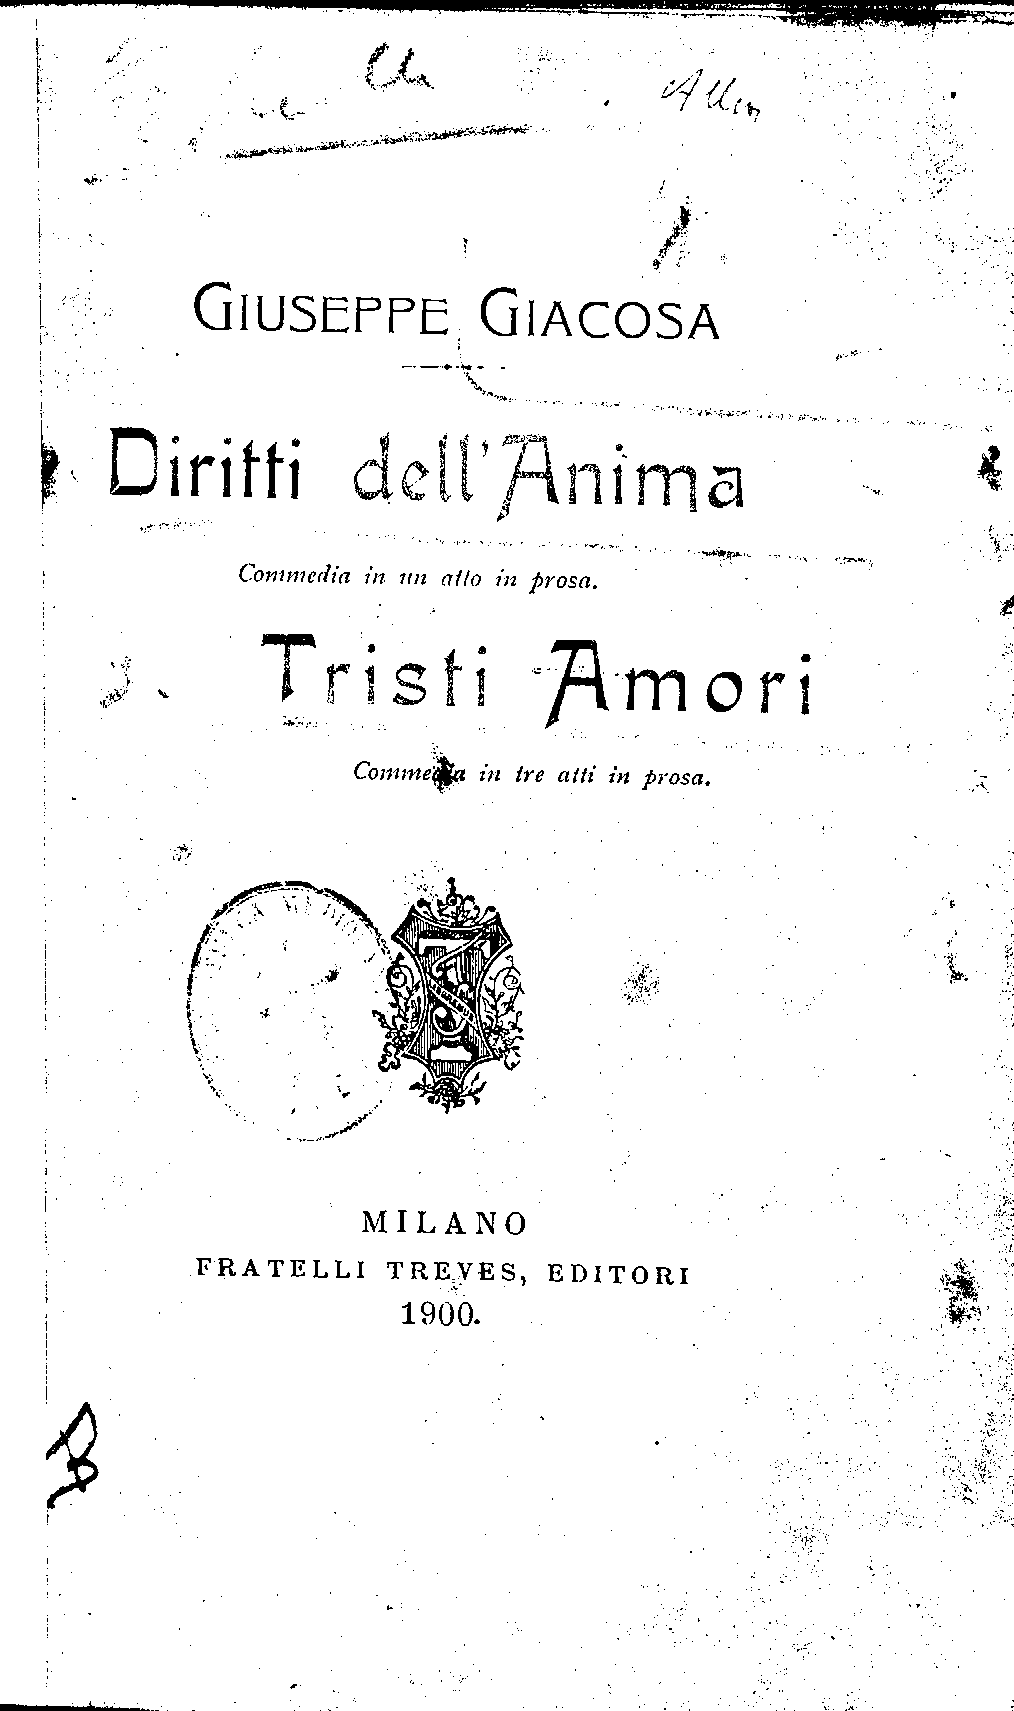 GIUSEPPE GIACOSA
Diritti dell'Anima
Commedia in un atto in prosa.
Tristi Amori
Commedia in tre atti in prosa.
MILANO
FRATELLI TREVES, EDITORI
1900.
B